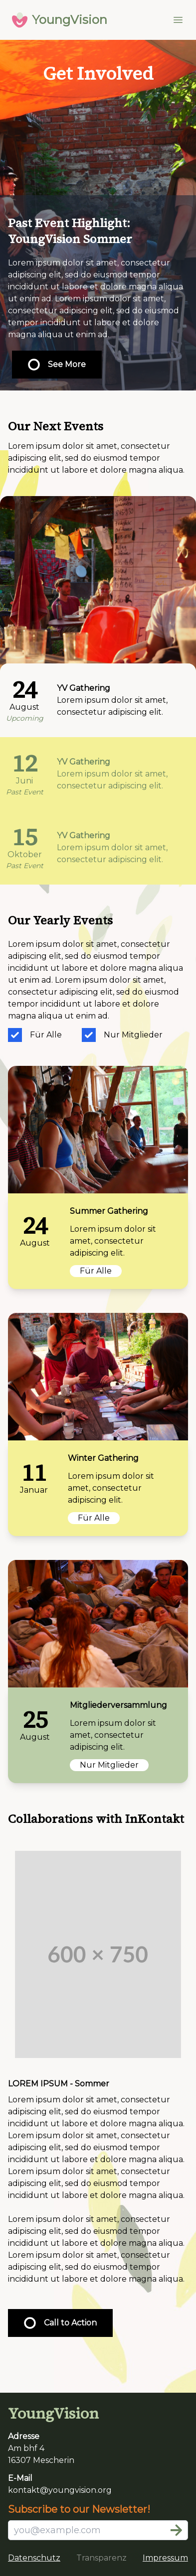 YoungVision
Get Involved
Past Event Highlight:
YoungVision Sommer
Lorem ipsum dolor sit amet, consectetur
adipiscing elit, sed do eiusmod tempor
incididunt ut labore et dolore magna aliqua
ut enim ad. Lorem ipsum dolor sit amet,
consectetur adipiscing elit, sed do eiusmod
tempor incididunt ut labore et dolore
magna aliqua ut enim ad.
See More
Our Next Events
Lorem ipsum dolor sit amet, consectetur
adipiscing elit, sed do eiusmod tempor
incididunt ut labore et dolore magna aliqua.
24
August
Upcoming
YV Gathering
Lorem ipsum dolor sit amet,
consectetur adipiscing elit.
12
Juni
Past Event
YV Gathering
Lorem ipsum dolor sit amet,
consectetur adipiscing elit.
15
Oktober
Past Event
YV Gathering
Lorem ipsum dolor sit amet,
consectetur adipiscing elit.
Our Yearly Events
Lorem ipsum dolor sit amet, consectetur
adipiscing elit, sed do eiusmod tempor
incididunt ut labore et dolore magna aliqua
ut enim ad. Lorem ipsum dolor sit amet,
consectetur adipiscing elit, sed do eiusmod
tempor incididunt ut labore et dolore
magna aliqua ut enim ad.
Für Alle
Nur Mitglieder
24
August
Summer Gathering
Lorem ipsum dolor sit
amet, consectetur
adipiscing elit.
Für Alle
11
Januar
Winter Gathering
Lorem ipsum dolor sit
amet, consectetur
adipiscing elit.
Für Alle
25
August
Mitgliederversammlung
Lorem ipsum dolor sit
amet, consectetur
adipiscing elit.
Nur Mitglieder
Collaborations with InKontakt
600 × 750
LOREM IPSUM - Sommer
Lorem ipsum dolor sit amet, consectetur
adipiscing elit, sed do eiusmod tempor
incididunt ut labore et dolore magna aliqua.
Lorem ipsum dolor sit amet, consectetur
adipiscing elit, sed do eiusmod tempor
incididunt ut labore et dolore magna aliqua.
Lorem ipsum dolor sit amet, consectetur
adipiscing elit, sed do eiusmod tempor
incididunt ut labore et dolore magna aliqua.
Lorem ipsum dolor sit amet, consectetur
adipiscing elit, sed do eiusmod tempor
incididunt ut labore et dolore magna aliqua.
Lorem ipsum dolor sit amet, consectetur
adipiscing elit, sed do eiusmod tempor
incididunt ut labore et dolore magna aliqua.
Call to Action
YoungVision
Adresse
Am bhf 4
16307 Mescherin
E-Mail
kontakt@youngvision.org
Subscribe to our Newsletter!
you@example.com
Datenschutz
Transparenz
Impressum